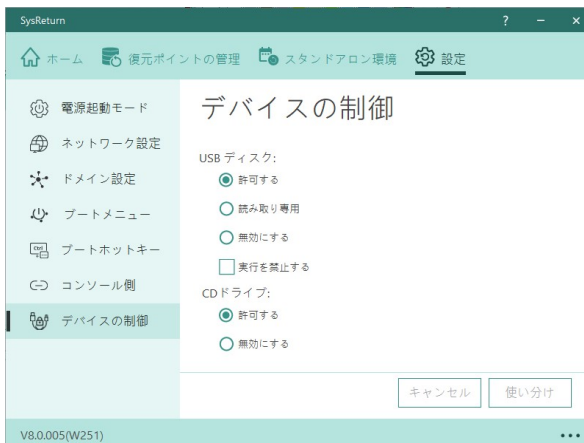 SysReturn
ホーム 復元ポイントの管理 スタンドアロン環境 設定
電源起動モード
ネットワーク設定
ドメイン設定
ブートメニュー
Ctrl
ブートホットキー
コンソール側
デバイスの制御
デバイスの制御
USB ディスク:
許可する
読み取り専用
無効にする
実行を禁止する
CDドライブ:
許可する
無効にする
キャンセル 使い分け
V8.0.005(W251)